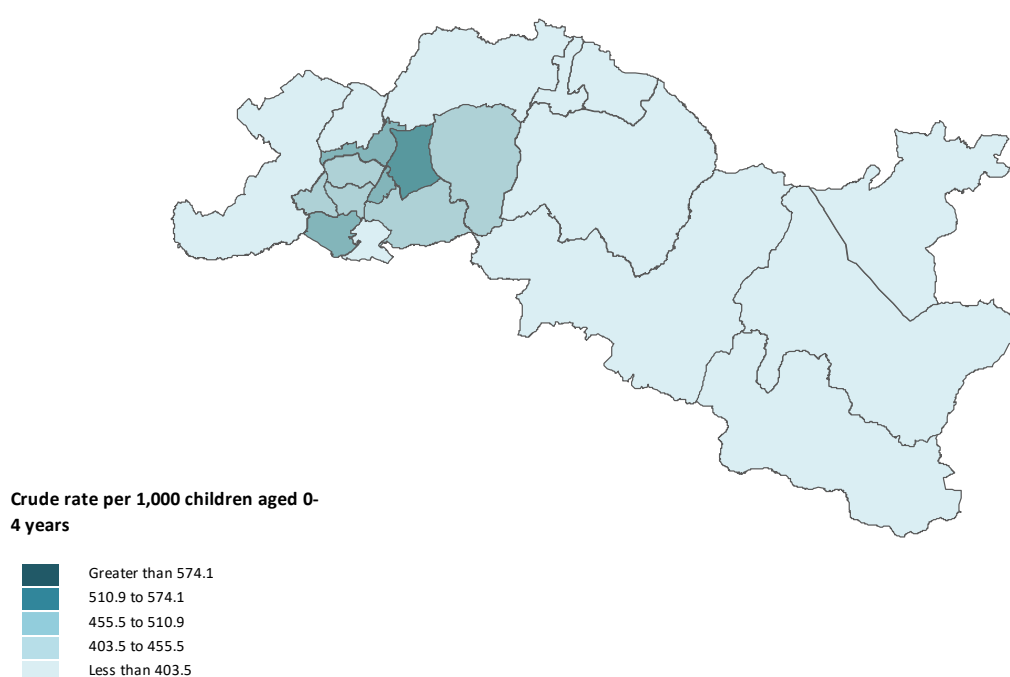 Crude rate per 1,000 children aged 0-
4 years
Greater than 574.1
510.9 to 574.1
455.5 to 510.9
403.5 to 455.5
Less than 403.5